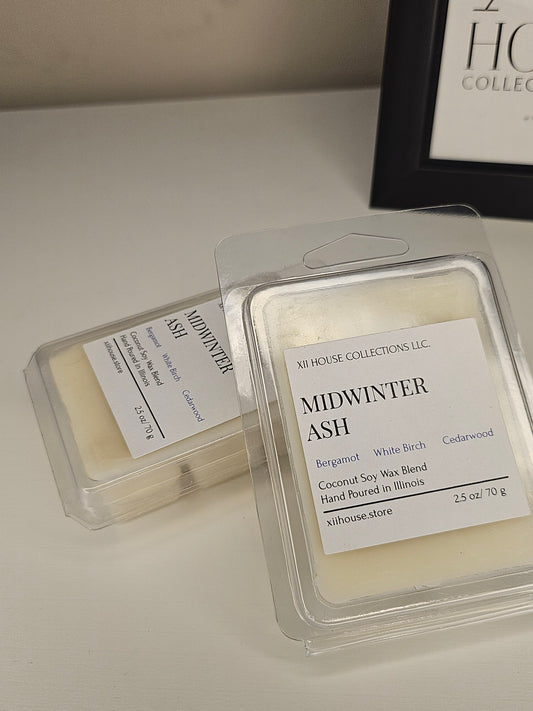 HO
COLLEC
XII HOUSE COLLECTIONS LLC.
MIDWINTER
ASH
Bergamot White Birch Cedarwood
Coconut Soy Wax Blend
Hand Poured in Illinois
2.5 oz/ 70 g
xiihouse.store
MIDWINTER
ASH
Bergamot White Birch Cedarwood
Coconut Soy Wax Blend
Hand Poured in Illinois
2.5 oz/ 70 g
xiihouse.store